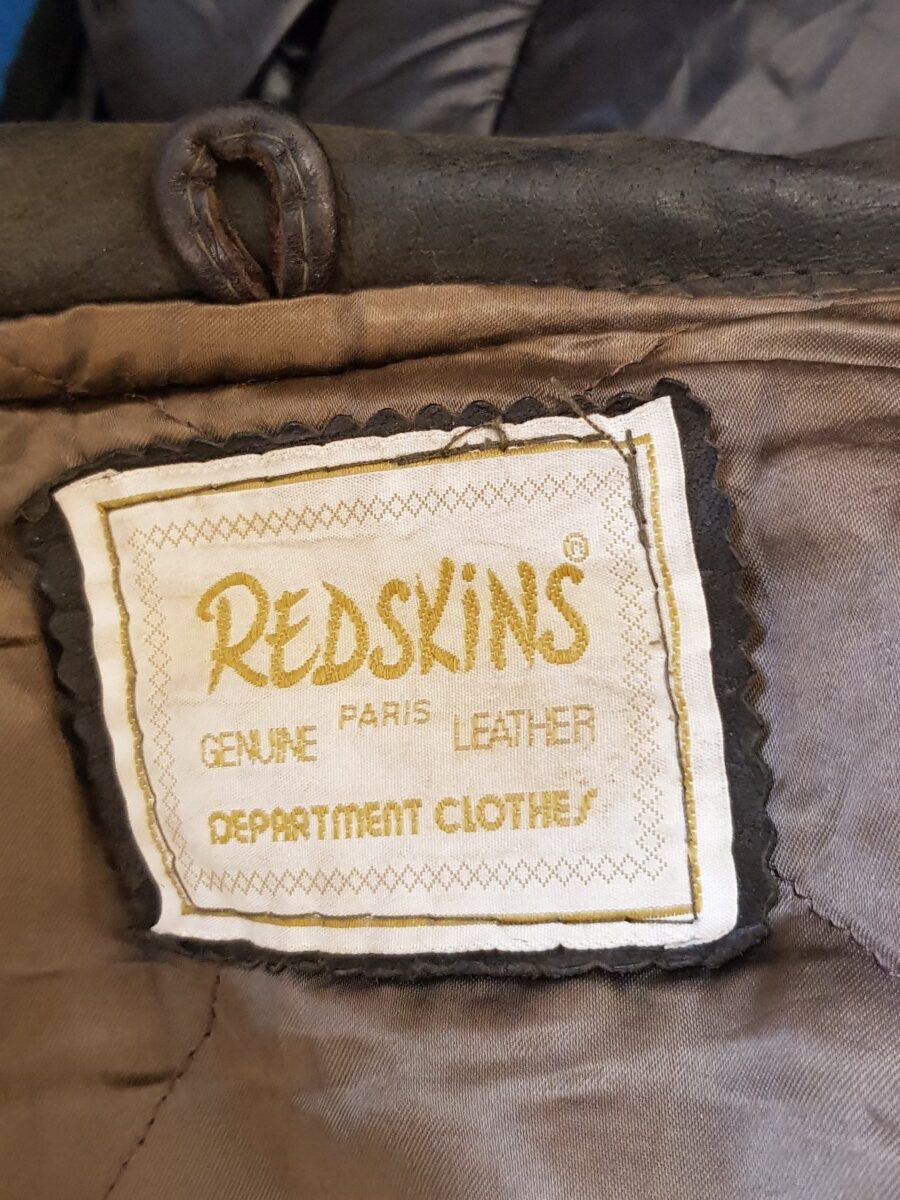 REDSKiNS®
PARIS
GENUINE LEATHER
DEPARTMENT CLOTHES